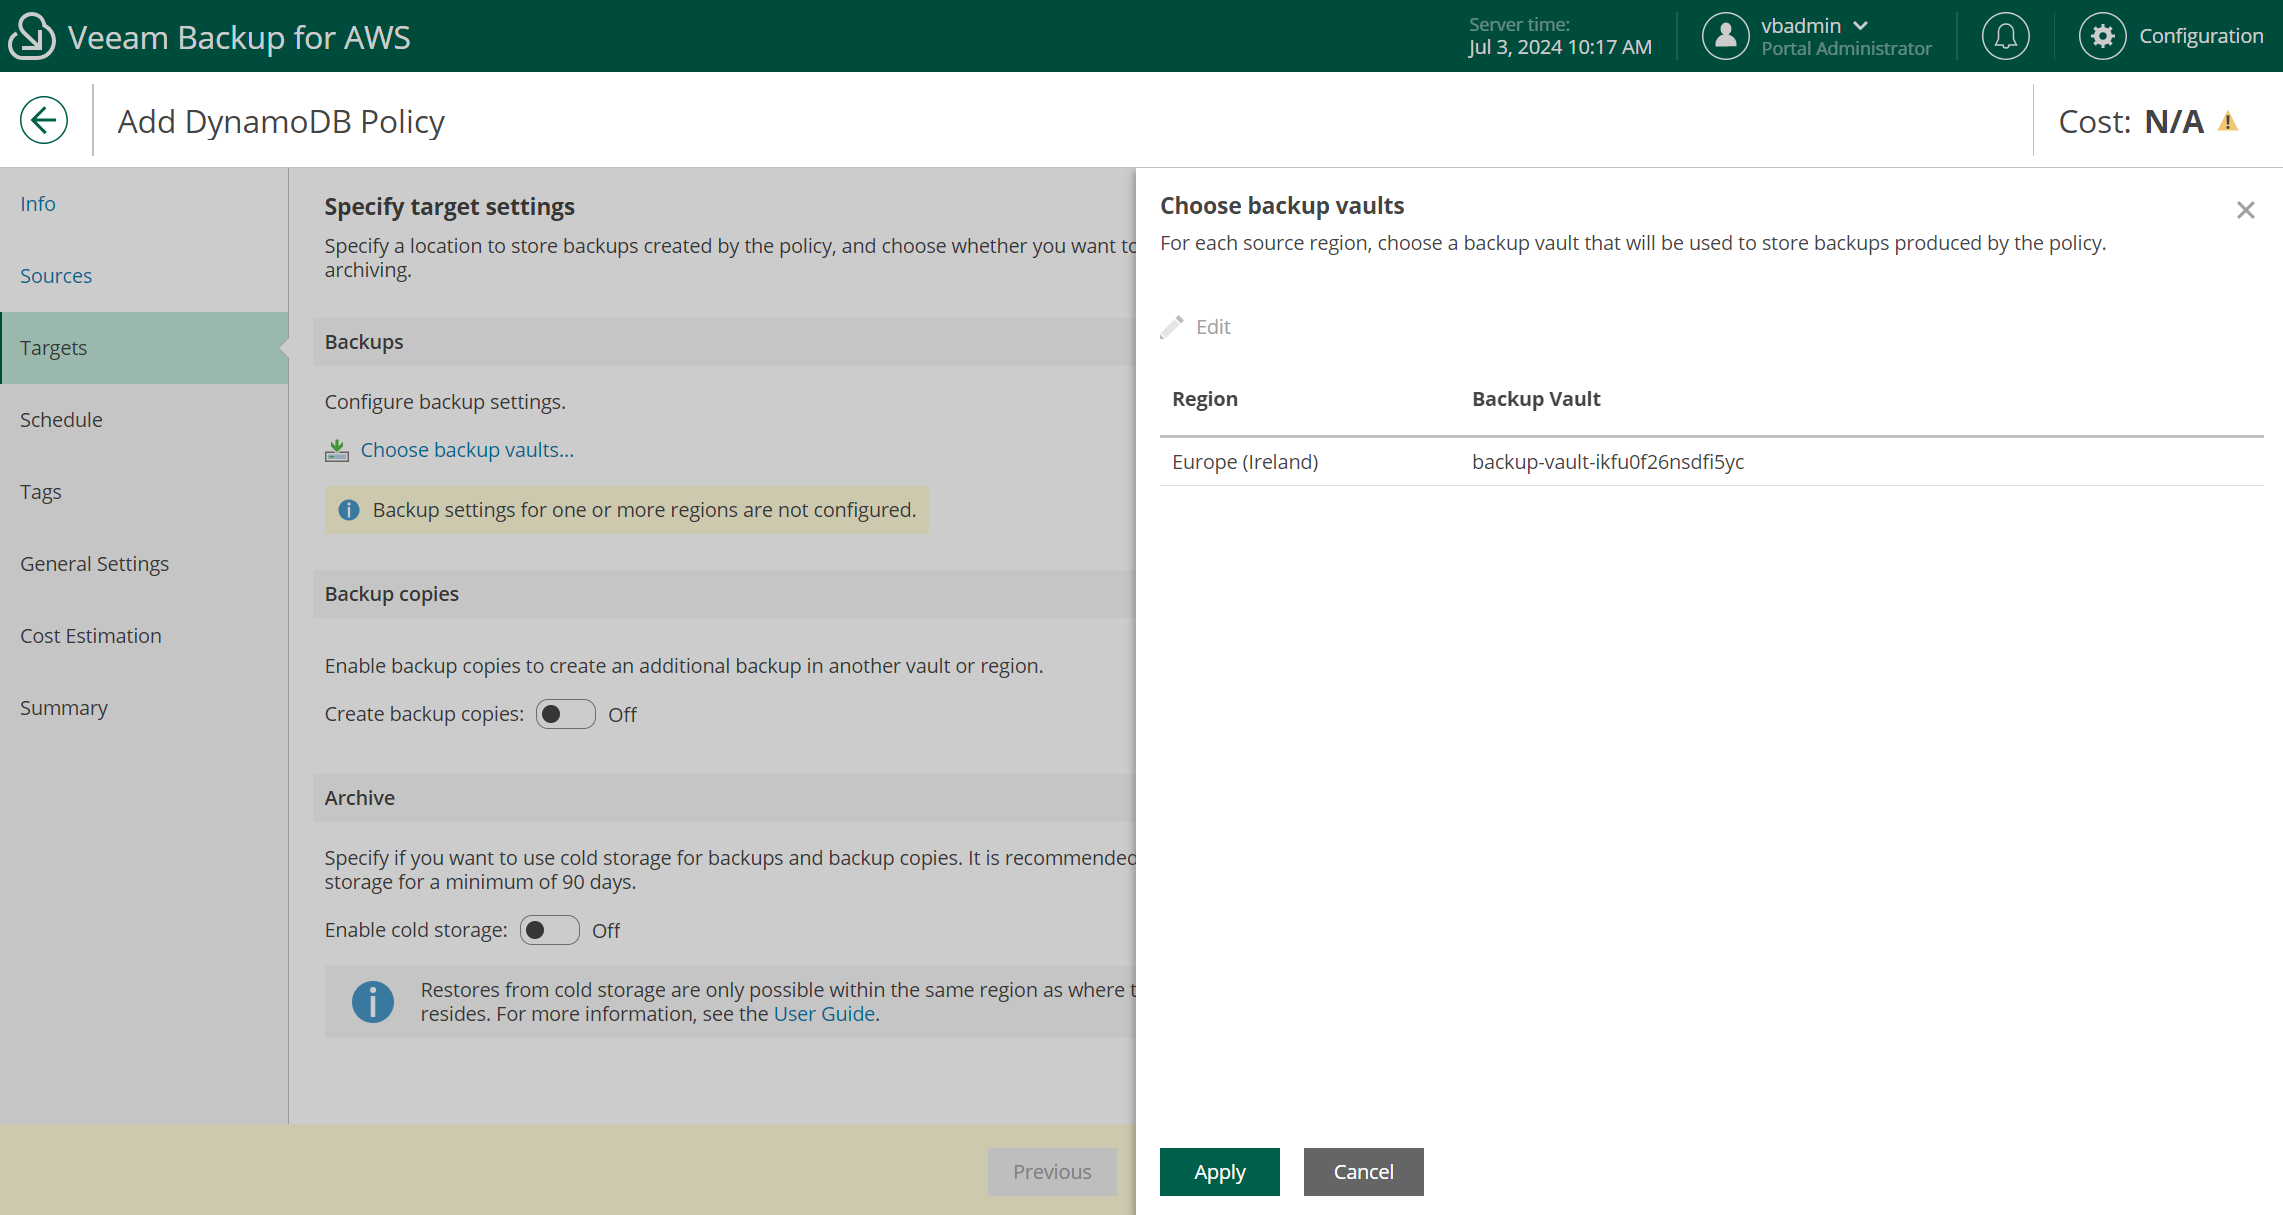 Veeam Backup for AWS
Server time:
Jul 3, 2024 10:17 AM
vbadmin
Portal Administrator
Configuration
Add DynamoDB Policy
Cost: N/A
Info
Sources
Targets
Schedule
Tags
General Settings
Cost Estimation
Summary
Specify target settings
Specify a location to store backups created by the policy, and choose whether you want to
archiving.
Backups
Configure backup settings.
Choose backup vaults...
Backup settings for one or more regions are not configured.
Backup copies
Enable backup copies to create an additional backup in another vault or region.
Create backup copies: Off
Archive
Specify if you want to use cold storage for backups and backup copies. It is recommended
storage for a minimum of 90 days.
Enable cold storage: Off
Restores from cold storage are only possible within the same region as where
resides. For more information, see the User Guide.
Previous
Choose backup vaults
For each source region, choose a backup vault that will be used to store backups produced by the policy.
Edit
Region Backup Vault
Europe (Ireland) backup-vault-ikfu0f26nsdfi5yc
Apply Cancel